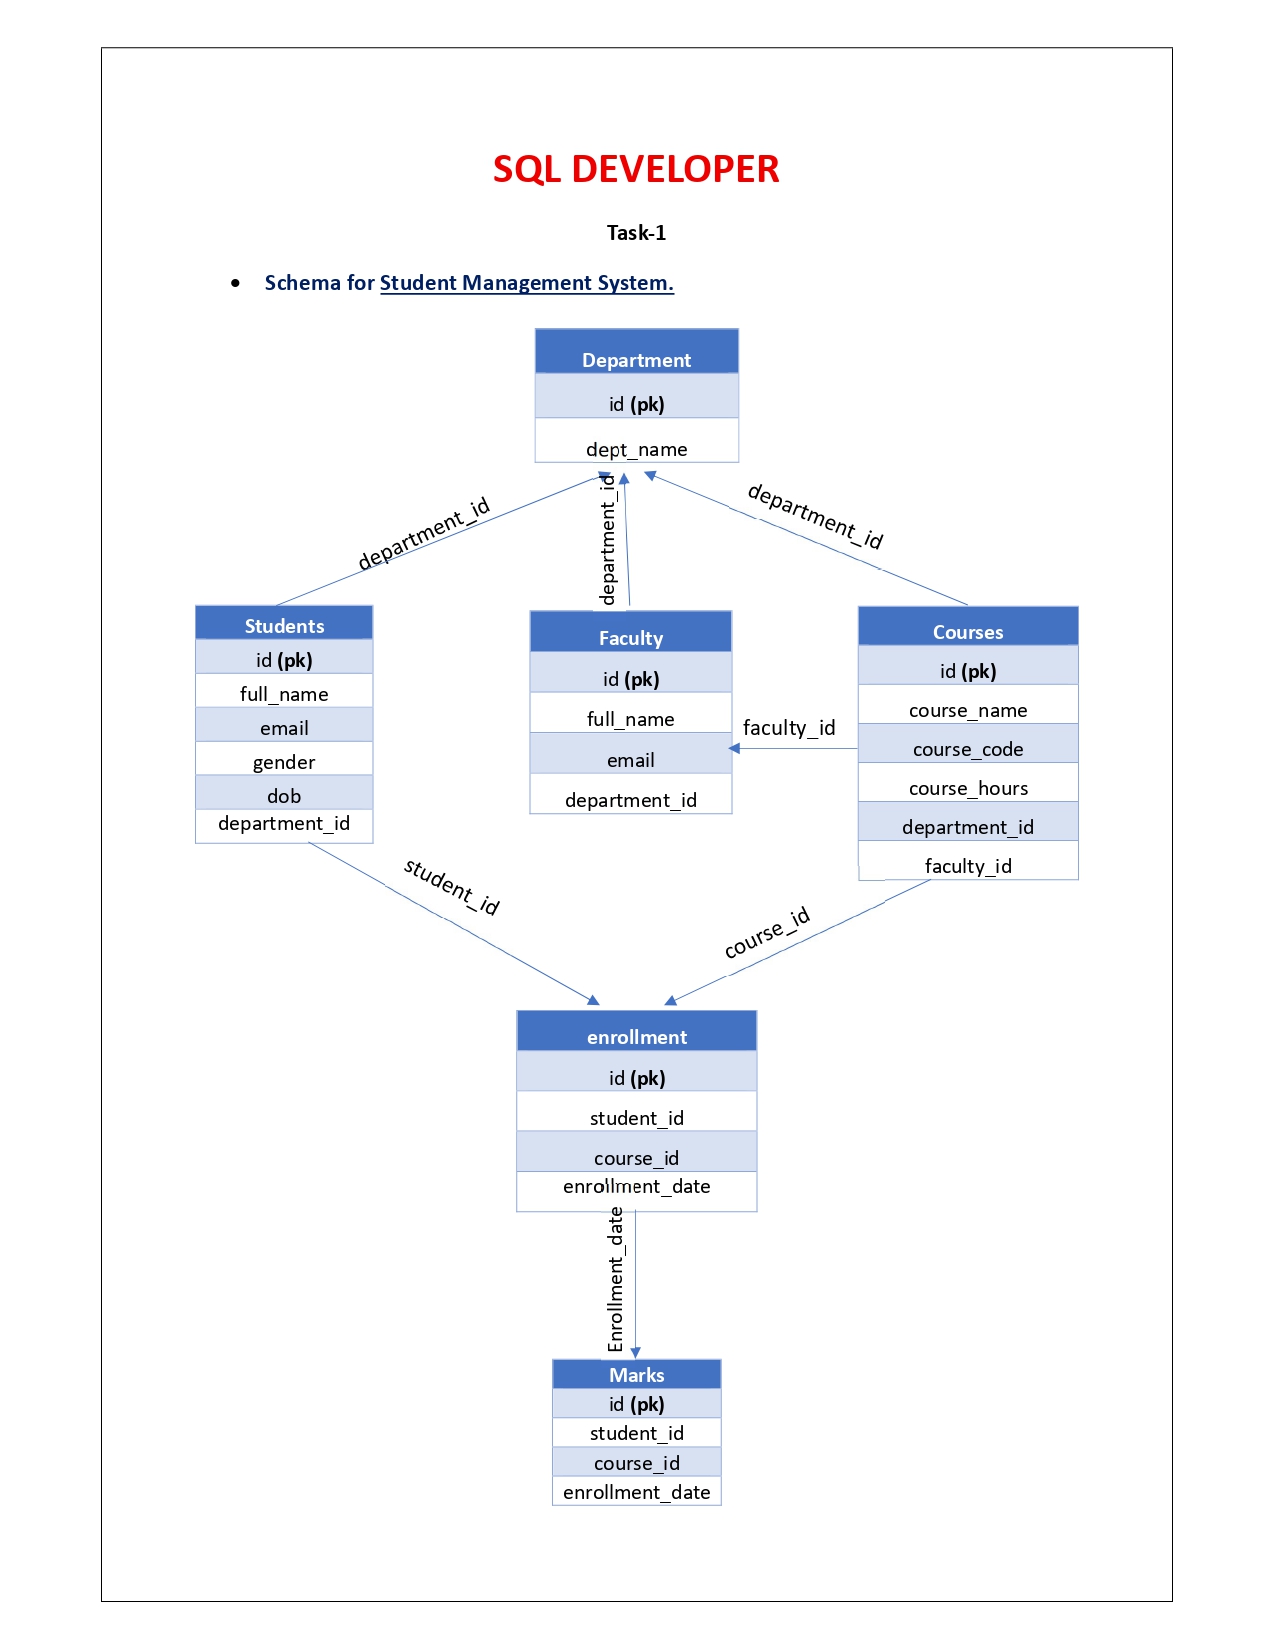 SQL DEVELOPER
Task-1
• Schema for Student Management System.
Department
id (pk)
dept_name
department_id
department_id
department_id
Students
id (pk)
full_name
email
gender
dob
department_id
Faculty
id (pk)
full_name
email
department_id
faculty_id
Courses
id (pk)
course_name
course_code
course_hours
department_id
faculty_id
student_id
course_id
enrollment
id (pk)
student_id
course_id
enrollment_date
Enrollment_date
Marks
id (pk)
student_id
course_id
enrollment_date